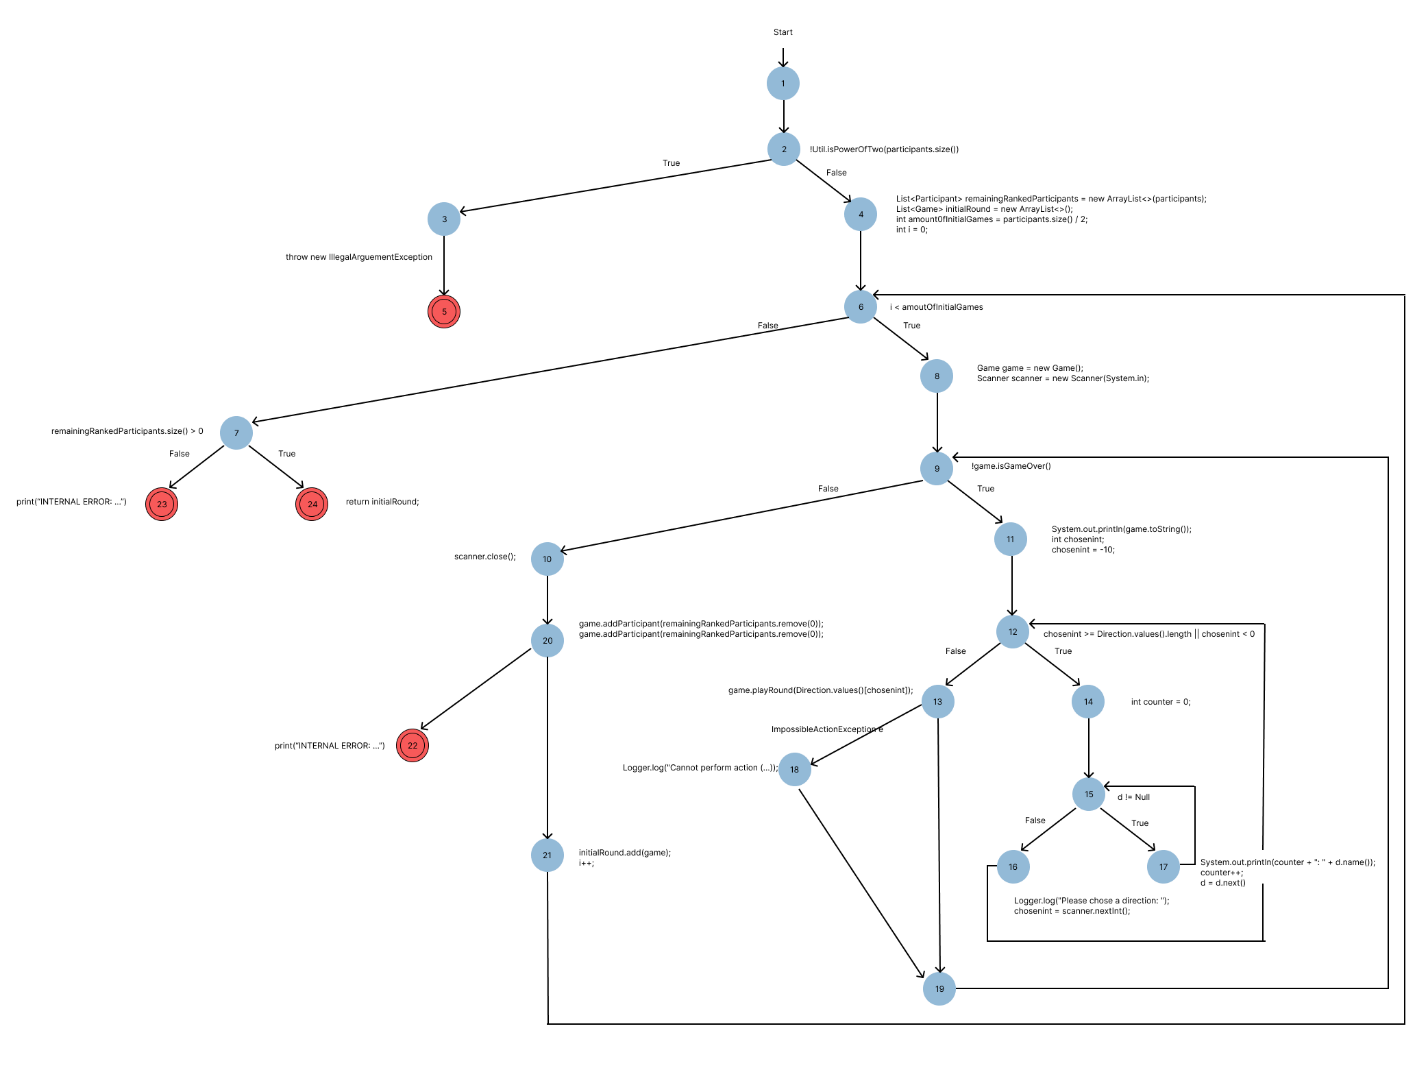 Start
1
2
!Util.isPowerOfTwo(participants.size())
True
False
3
4
List<Participant> remainingRankedParticipants = new ArrayList<>(participants);
List<Game> initialRound = new ArrayList<>();
int amountOfInitialGames = participants.size() / 2;
int i = 0;
throw new IllegalArguementException
5
6
i < amoutOfInitialGames
False
True
8
Game game = new Game();
Scanner scanner = new Scanner(System.in);
remainingRankedParticipants.size() > 0
7
False
True
print("INTERNAL ERROR: ...")
23
24
return initialRound;
9
!game.isGameOver()
False
True
scanner.close();
10
11
System.out.println(game.toString());
int chosenint;
chosenint = -10;
20
game.addParticipant(remainingRankedParticipants.remove(0));
game.addParticipant(remainingRankedParticipants.remove(0));
12
chosenint >= Direction.values().length || chosenint < 0
False
True
game.playRound(Direction.values()[chosenint]);
13
14
int counter = 0;
ImpossibleActionException e
print("INTERNAL ERROR: ...")
22
Logger.log("Cannot perform action (...));
18
15
d != Null
False
True
21
initialRound.add(game);
i++;
16
17
System.out.println(counter + ": " + d.name());
counter++;
d = d.next()
Logger.log("Please chose a direction: ");
chosenint = scanner.nextInt();
19